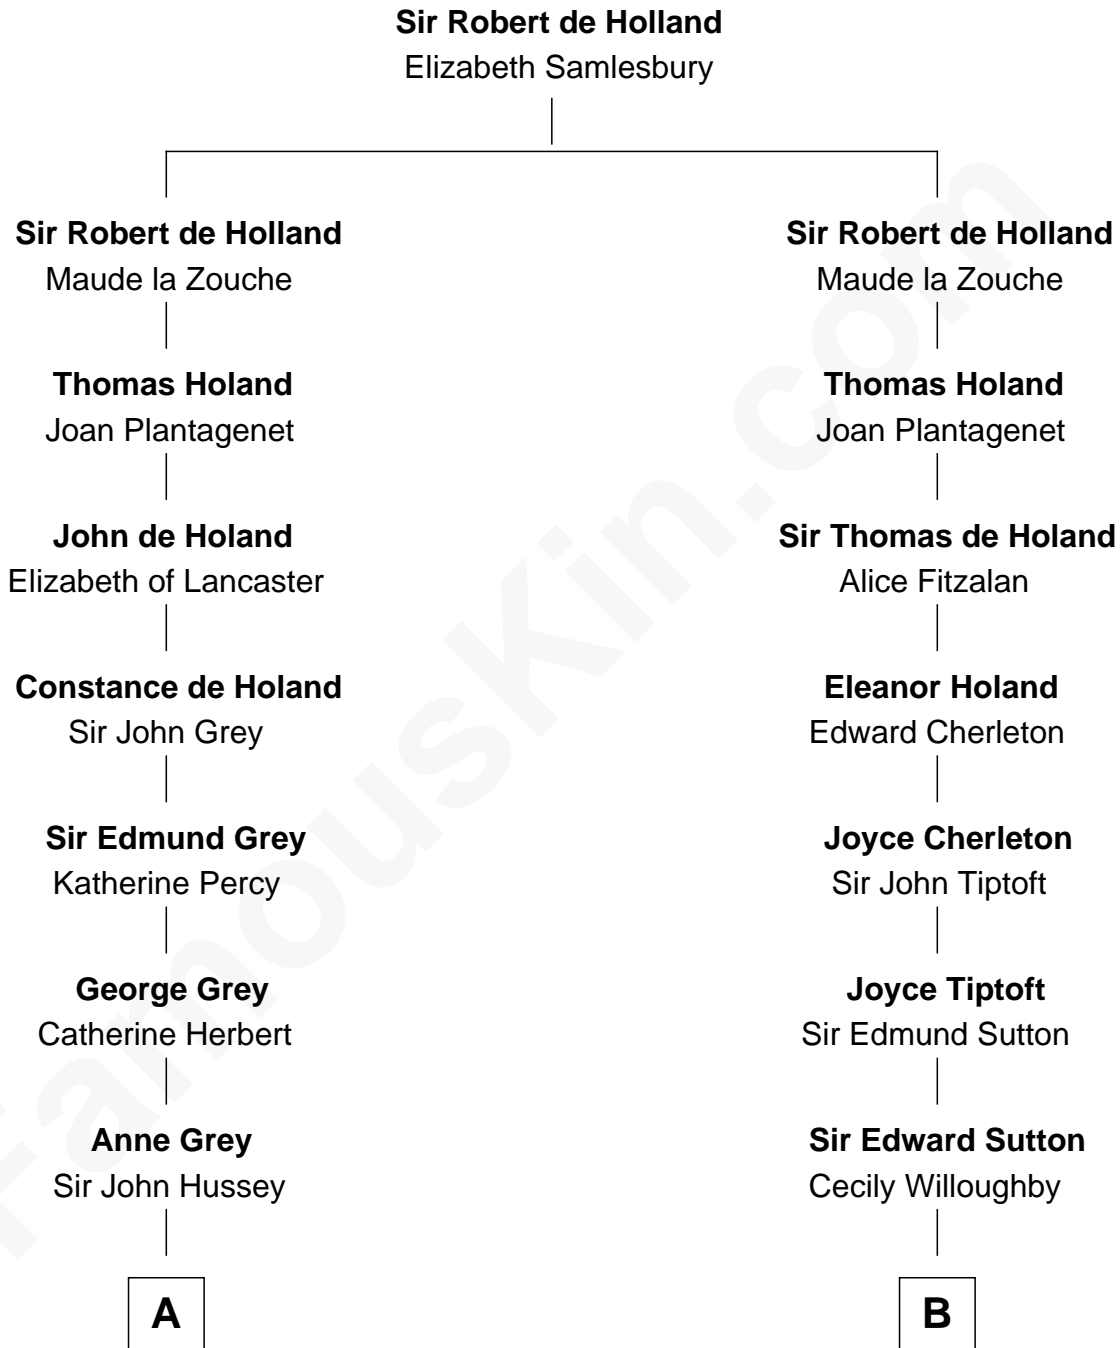 Sir Robert de Holland
Elizabeth Samlesbury
Sir Robert de Holland
Maude la Zouche
Thomas Holand
Joan Plantagenet
John de Holand
Elizabeth of Lancaster
Constance de Holand
Sir John Grey
Sir Edmund Grey
Katherine Percy
George Grey
Catherine Herbert
Anne Grey
Sir John Hussey
A
Sir Robert de Holland
Maude la Zouche
Thomas Holand
Joan Plantagenet
Sir Thomas de Holand
Alice Fitzalan
Eleanor Holand
Edward Cherleton
Joyce Cherleton
Sir John Tiptoft
Joyce Tiptoft
Sir Edmund Sutton
Sir Edward Sutton
Cecily Willoughby
B
FamousKin.com